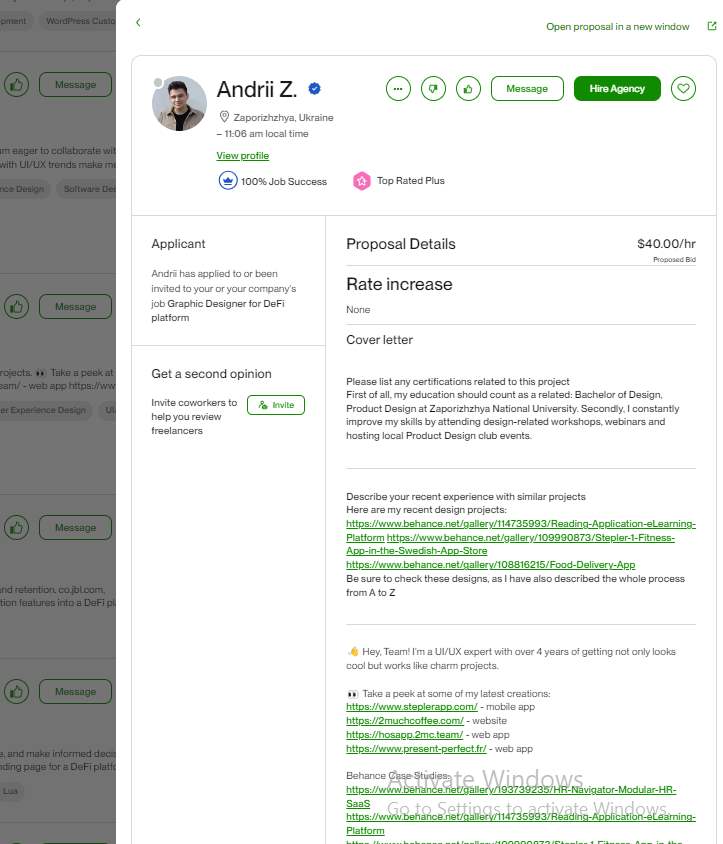 pment
WordPress Custo
Open proposal in a new window
Message
Andrii Z.
Message
Hire Agency
Zaporizhzhya, Ukraine
– 11:06 am local time
m eager to collaborate wit
with UI/UX trends make me
View profile
nce Design
Software Des
100% Job Success
Top Rated Plus
Applicant
Proposal Details
$40.00/hr
Proposed Bid
Andrii has applied to or been
invited to your or your company's
job Graphic Designer for DeFi
platform
Rate increase
None
Message
Cover letter
Get a second opinion
rojects. 👀 Take a peek at
eam/ - web app https://ww
er Experience Design
UI
Invite coworkers to
help you review
freelancers
Invite
Please list any certifications related to this project
First of all, my education should count as a related: Bachelor of Design,
Product Design at Zaporizhzhya National University. Secondly, I constantly
improve my skills by attending design-related workshops, webinars and
hosting local Product Design club events.
Message
Describe your recent experience with similar projects
Here are my recent design projects:
https://www.behance.net/gallery/114735993/Reading-Application-eLearning-
Platform https://www.behance.net/gallery/109990873/Stepler-1-Fitness-
App-in-the-Swedish-App-Store
https://www.behance.net/gallery/108816215/Food-Delivery-App
Be sure to check these designs, as I have also described the whole process
from A to Z
and retention. co.jbl.com,
tion features into a DeFi pl
👋 Hey, Team! I'm a UI/UX expert with over 4 years of getting not only looks
cool but works like charm projects.
Message
👀 Take a peek at some of my latest creations:
https://www.steplerapp.com/ - mobile app
https://2muchcoffee.com/ - website
https://hosapp.2mc.team/ - web app
https://www.present-perfect.fr/ - web app
e, and make informed decis
nding page for a DeFi platfo
Lua
Behance Case Studies:
https://www.behance.net/gallery/193739235/HR-Navigator-Modular-HR-
SaaS
https://www.behance.net/gallery/114735993/Reading-Application-eLearning-
Platform
Activate Windows
Go to Settings to activate Windows.